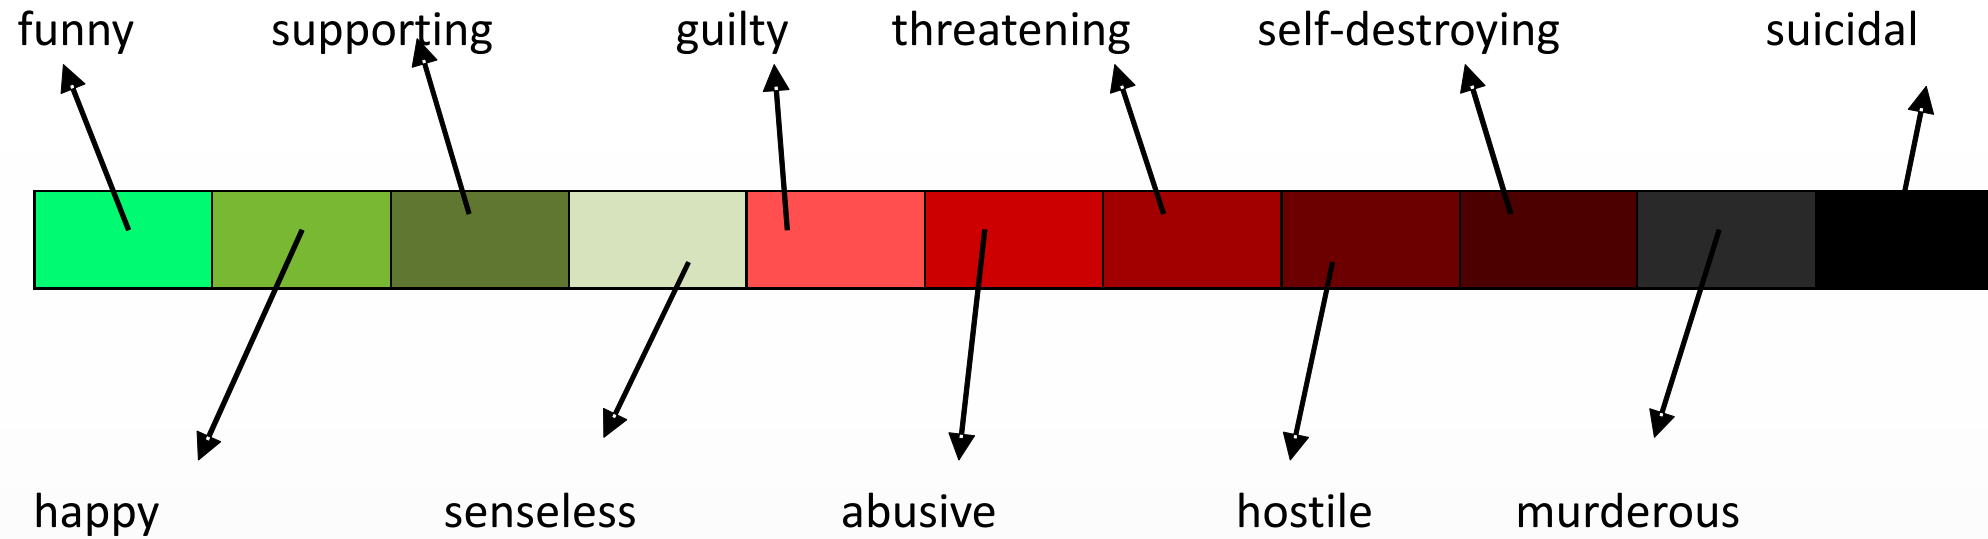 funny supporting guilty threatening self-destroying suicidal
happy senseless abusive hostile murderous